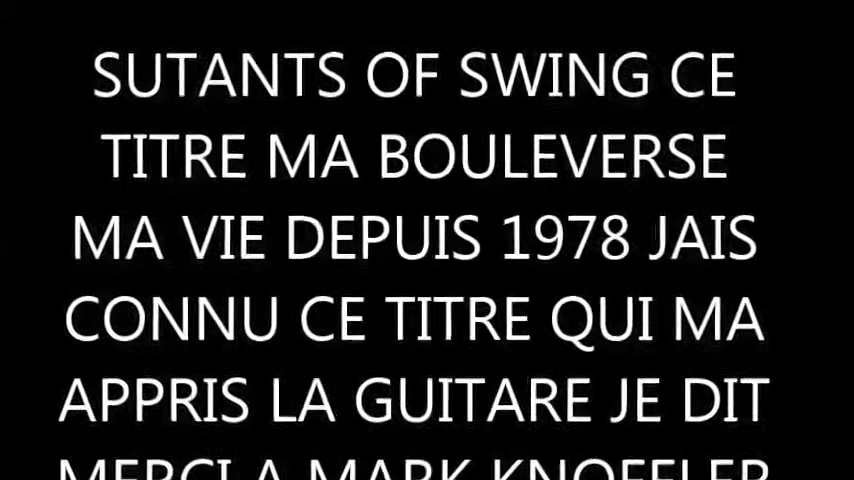 SUTANTS OF SWING CE
TITRE MA BOULEVERSE
MA VIE DEPUIS 1978 JAIS
CONNU CE TITRE QUI MA
APPRIS LA GUITARE JE DIT
MERCI A MARK KNOFFLER